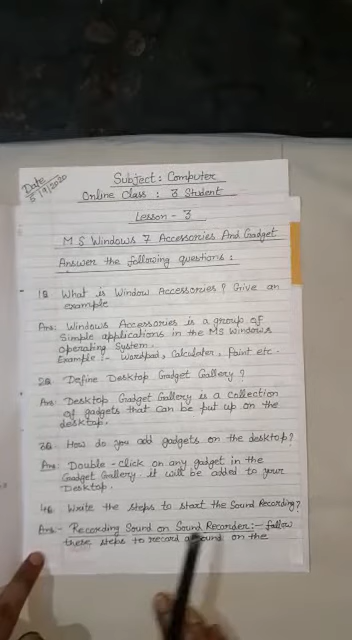 Date
5/9/2020
Subject: Computer
Online Class: 3 Student
Lesson - 3
M S Windows 7 Accessories And Gadget
Answer the following questions:
1Q What is Window Accessories? Give an
example
Ans: Windows Accessories is a group of
Simple applications in the MS Windows
Operating System.
Example:- Wordpad, Calculator, Paint etc.
2Q Define Desktop Gadget Gallery?
Ans: Desktop Gadget Gallery is a collection
of gadgets that can be put up on the
desktop.
3Q How do you add gadgets on the desktop?
Ans: Double-click on any gadget in the
Gadget Gallery. it will be added to your
Desktop.
4Q Write the steps to start the Sound Recording?
Ans:- Recording Sound on Sound Recorder:- follow
these steps to record a sound on the